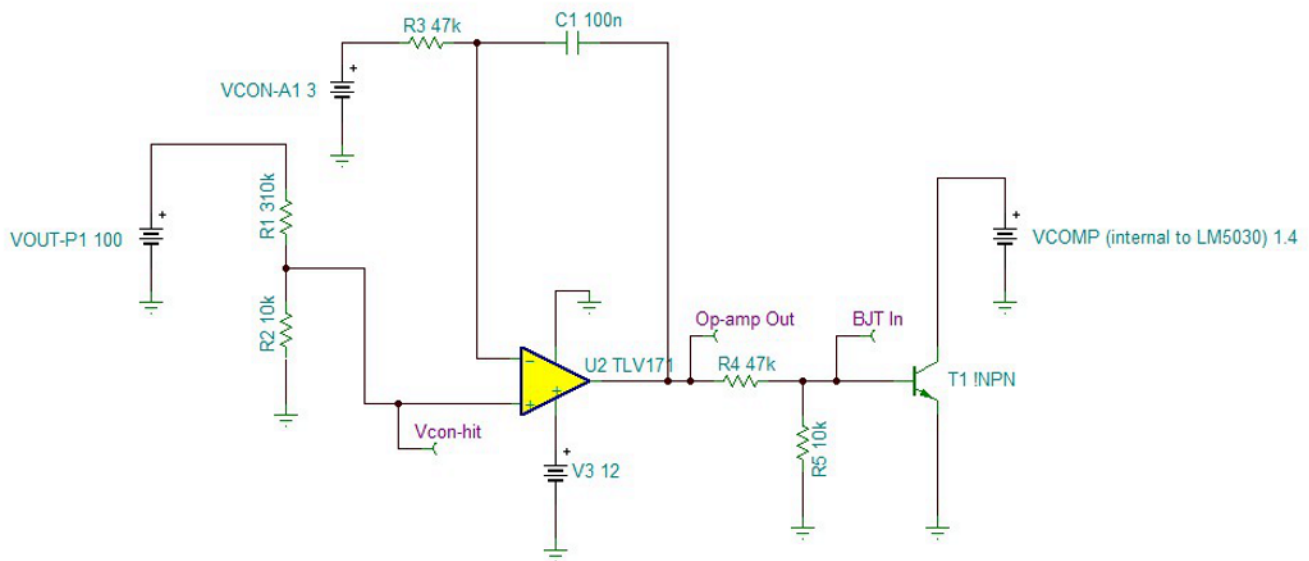 R3 47k
C1 100n
VCON-A1 3
+
R1 310k
+
VOUT-P1 100
+
VCOMP (internal to LM5030) 1.4
R2 10k
Op-amp Out
BJT In
U2 TLV171
R4 47k
T1 !NPN
Vcon-hit
+
V3 12
R5 10k